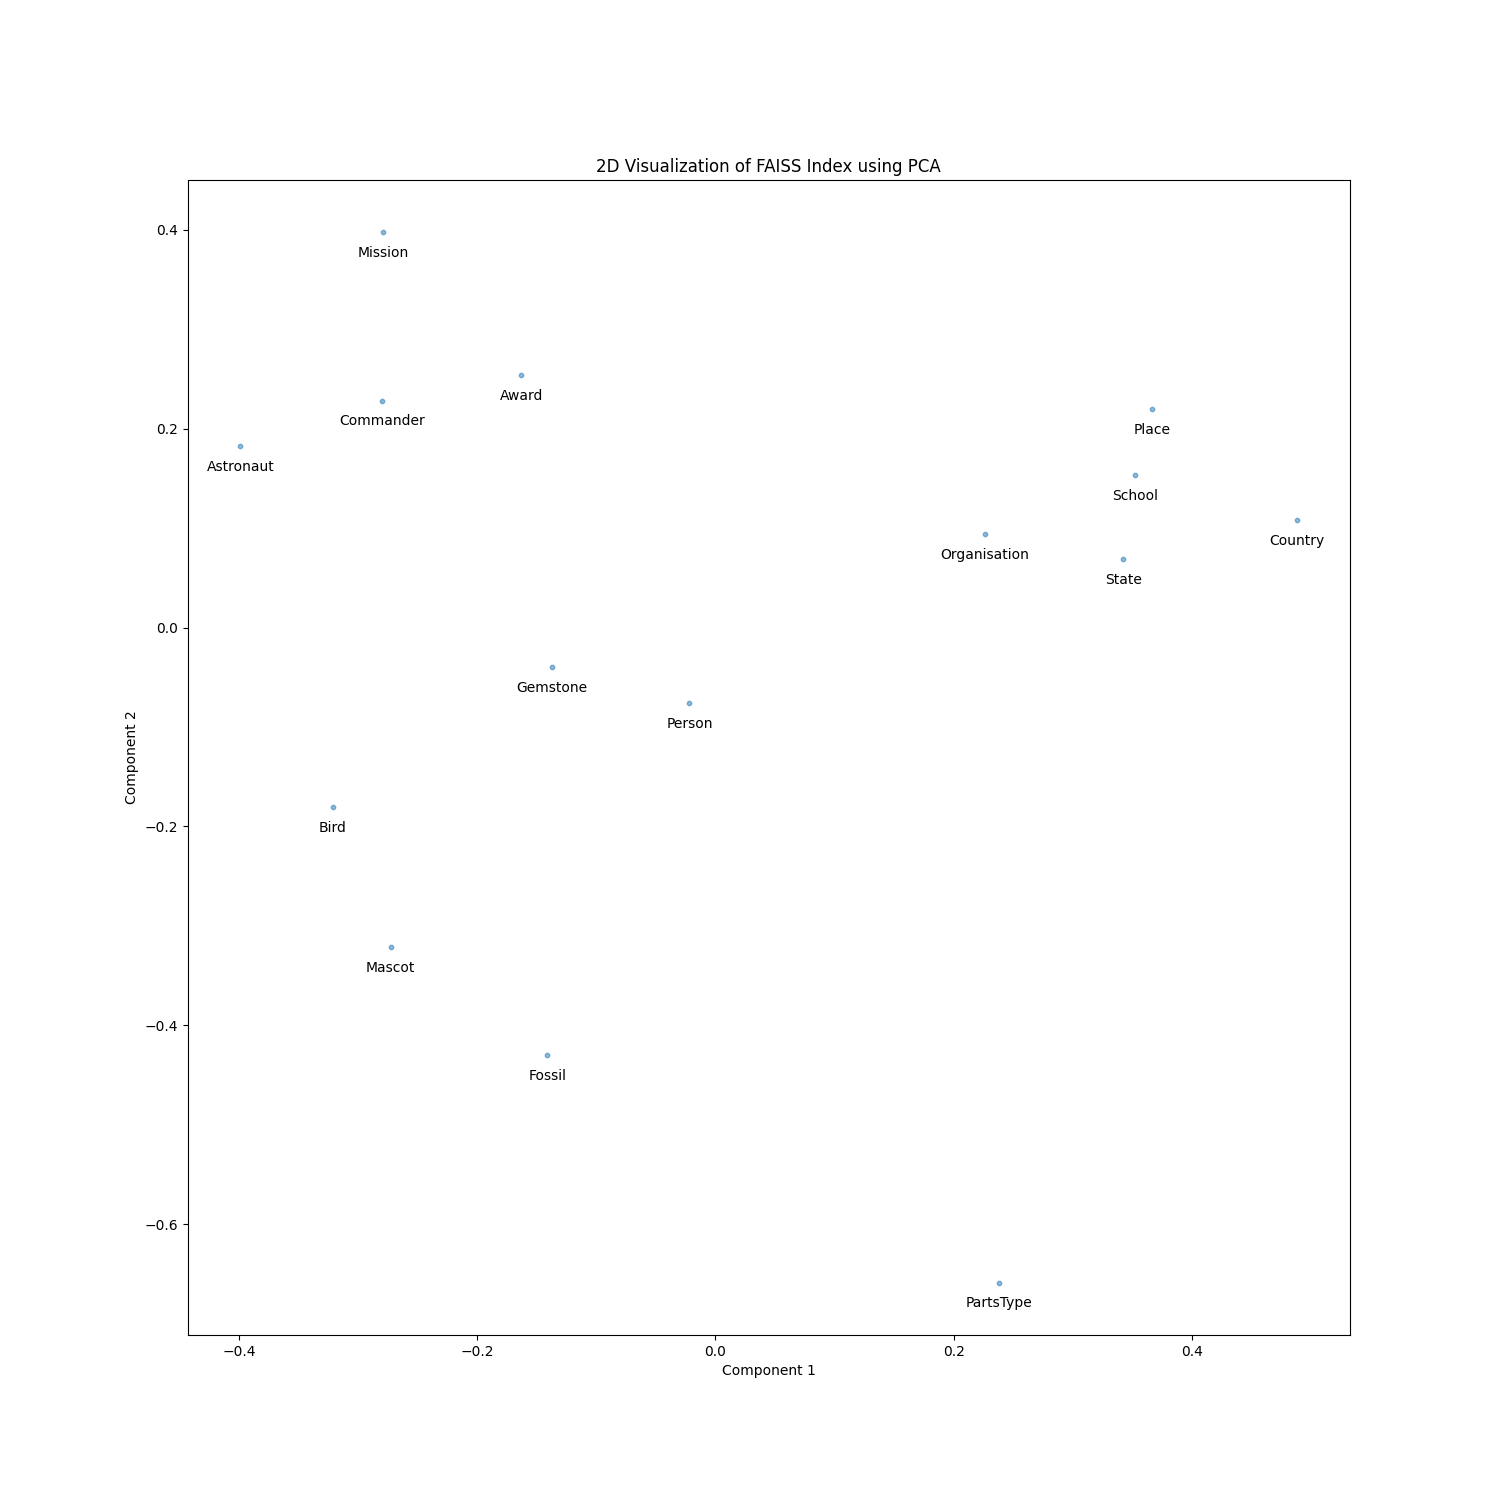 2D Visualization of FAISS Index using PCA
0.4
Mission
Award
Commander
Place
0.2
Astronaut
School
Country
Organisation
State
0.0
Gemstone
Person
Component 2
Bird
−0.2
Mascot
−0.4
Fossil
−0.6
PartsType
−0.4 −0.2 0.0 0.2 0.4
Component 1